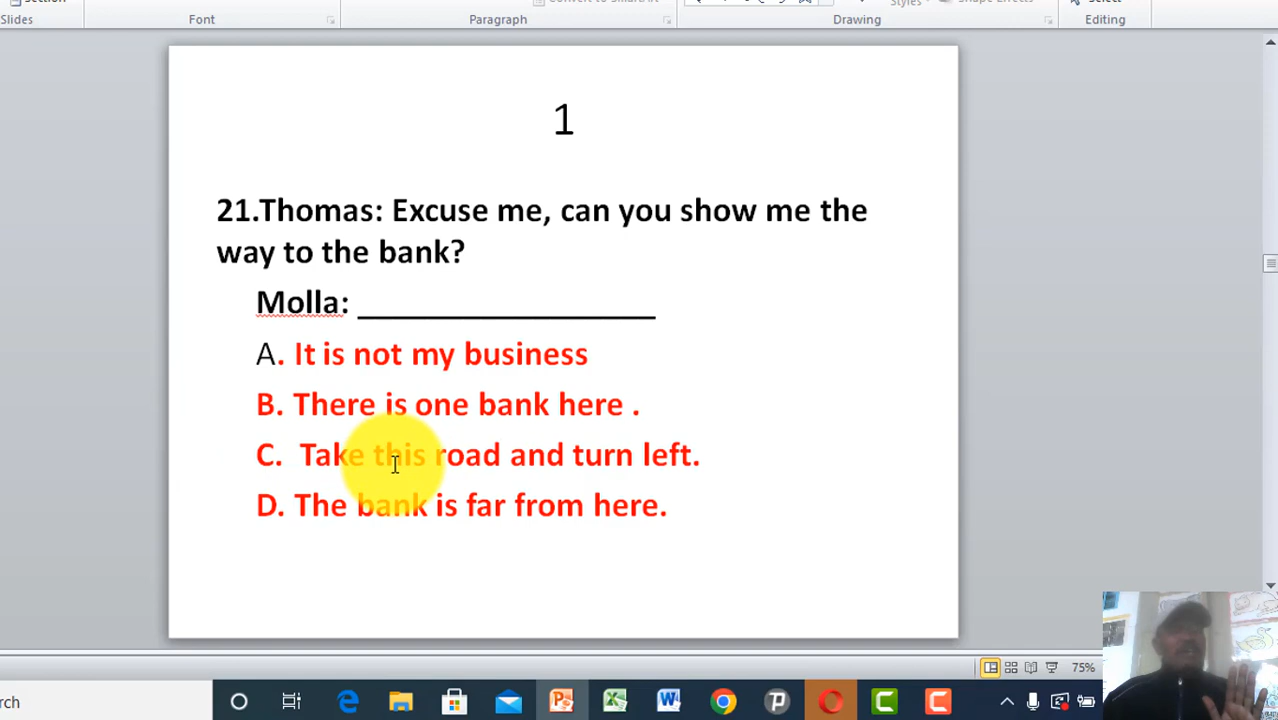 Slides
Font
Paragraph
Drawing
Editing
1
21.Thomas: Excuse me, can you show me the
way to the bank?
Molla: ___________________
A. It is not my business
B. There is one bank here .
C. Take this road and turn left.
D. The bank is far from here.
75%
rch